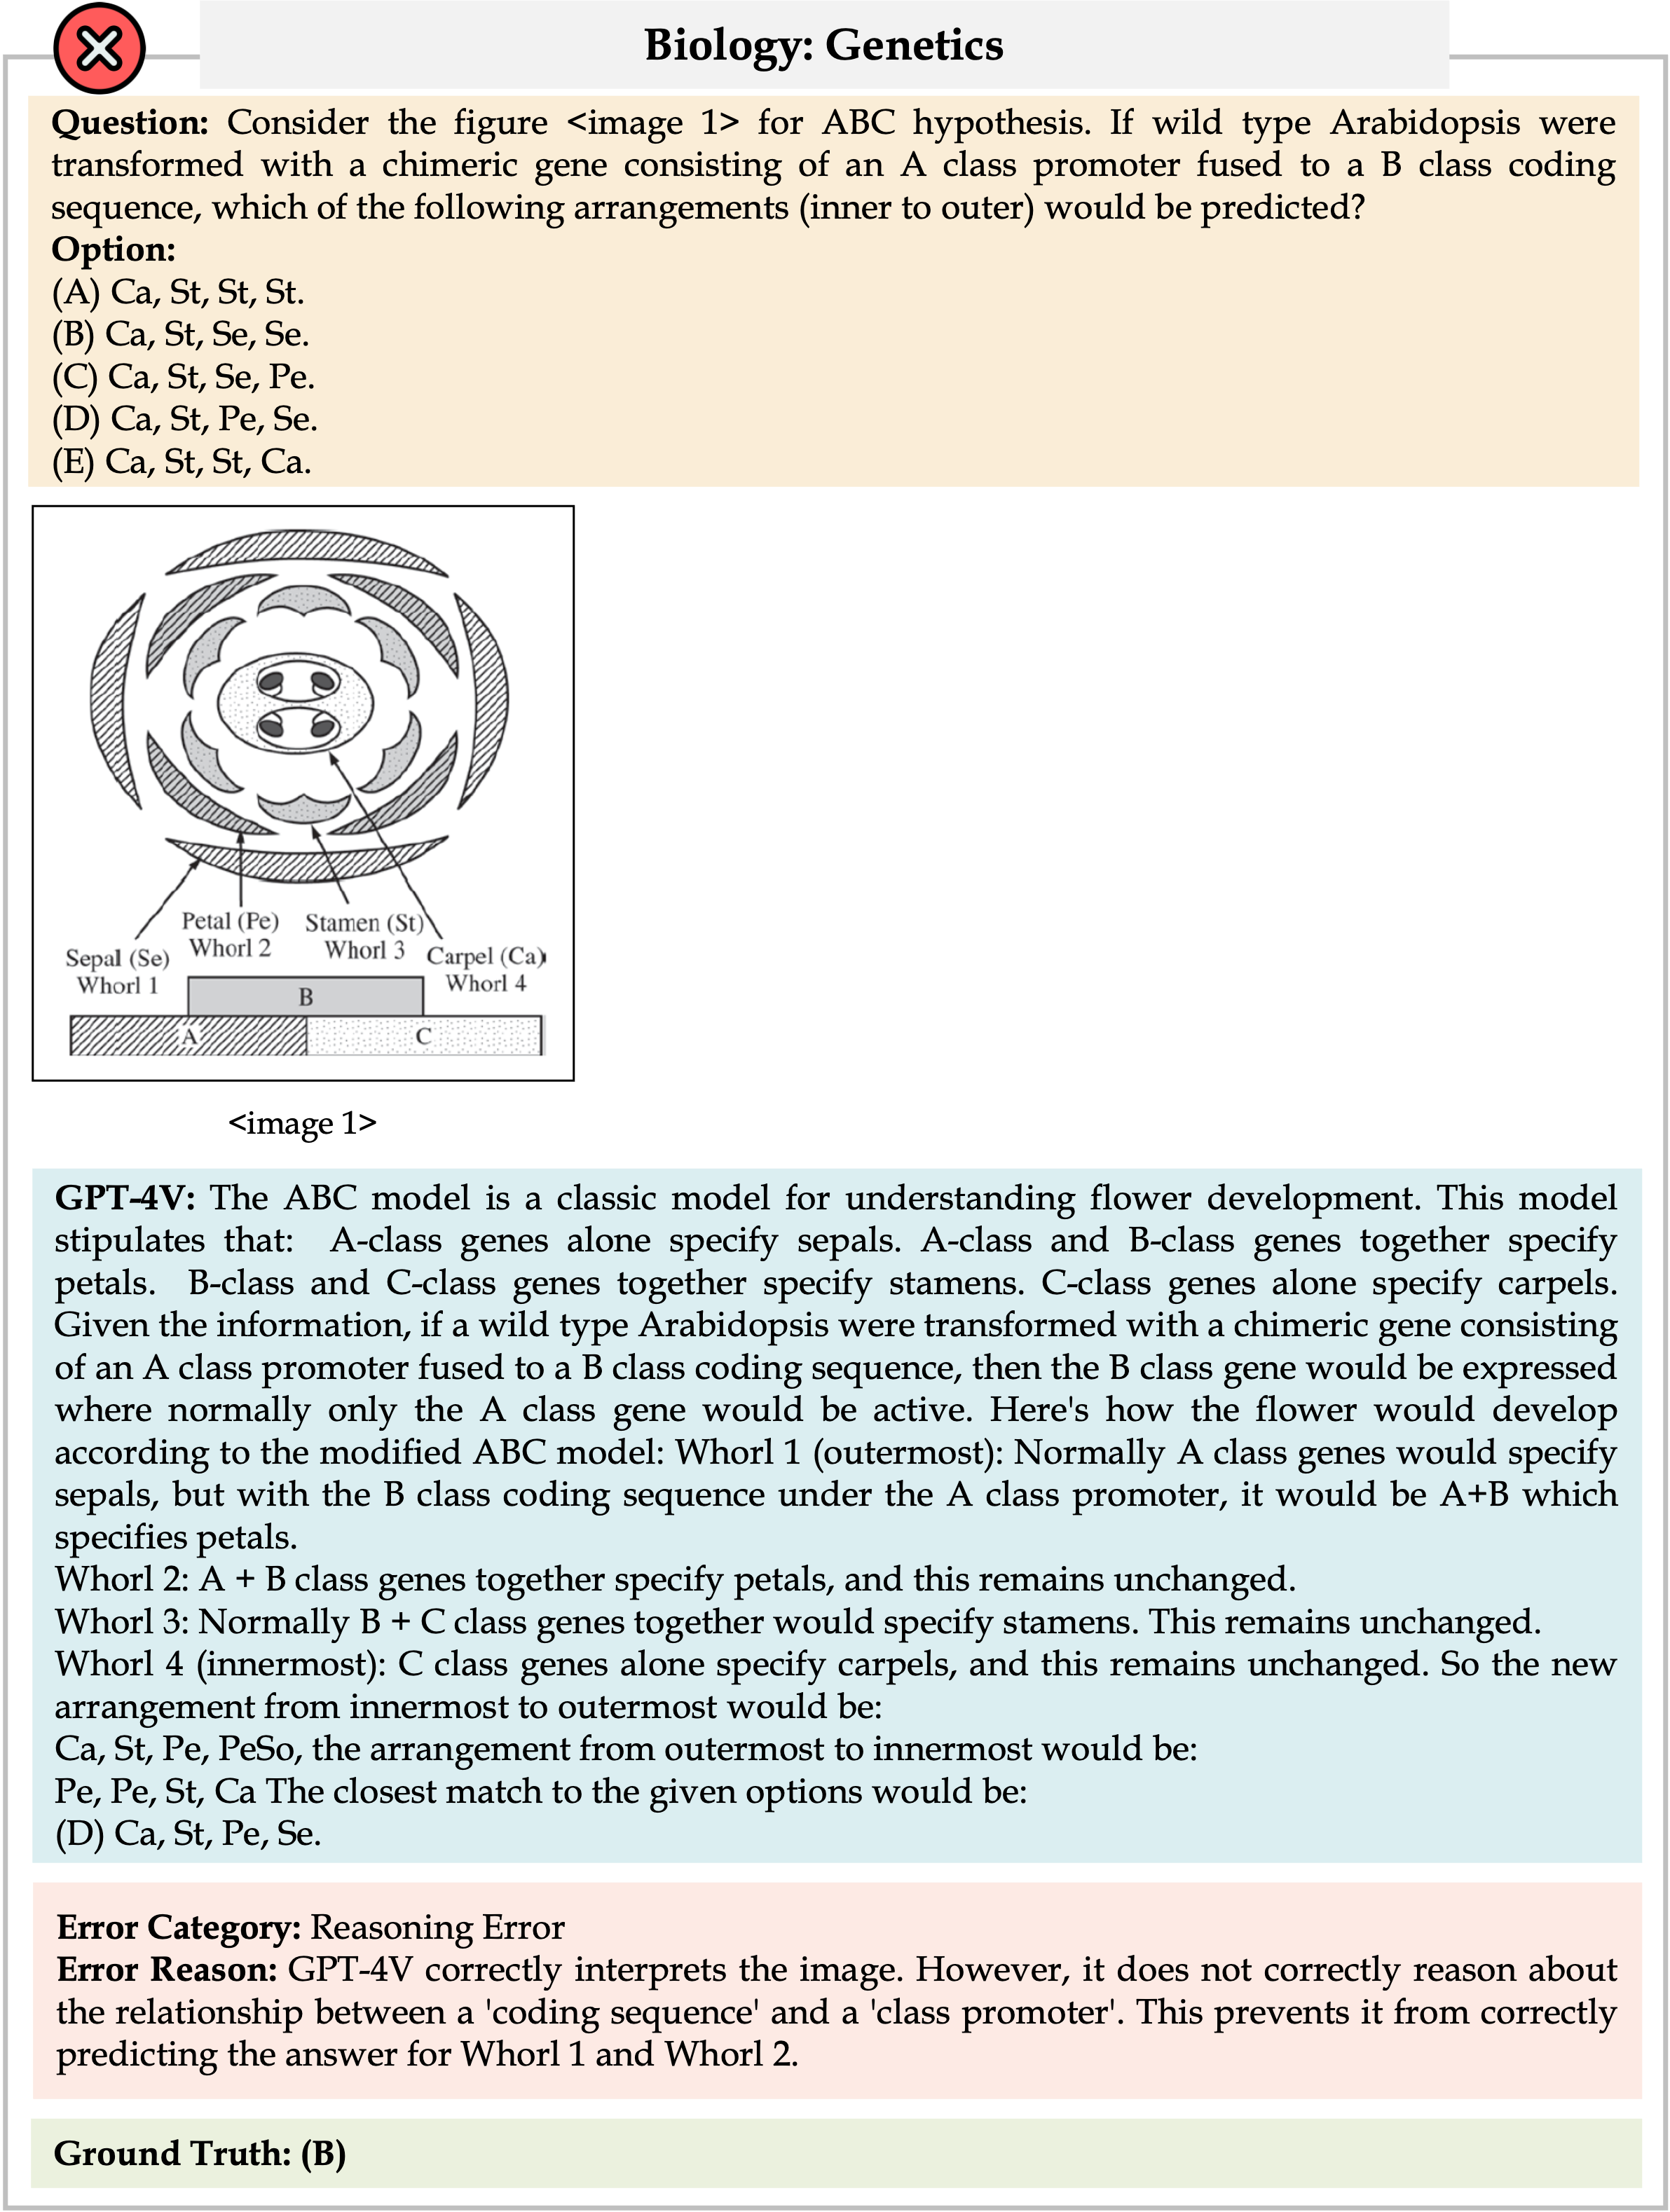 Biology: Genetics
Question: Consider the figure <image 1> for ABC hypothesis. If wild type Arabidopsis were
transformed with a chimeric gene consisting of an A class promoter fused to a B class coding
sequence, which of the following arrangements (inner to outer) would be predicted?
Option:
(A) Ca, St, St, St.
(B) Ca, St, Se, Se.
(C) Ca, St, Se, Pe.
(D) Ca, St, Pe, Se.
(E) Ca, St, St, Ca.
Petal (Pe)
Whorl 2
Stamen (St)
Whorl 3
Sepal (Se)
Whorl 1
Carpel (Ca)
Whorl 4
B
A
C
<image 1>
GPT-4V: The ABC model is a classic model for understanding flower development. This model
stipulates that: A-class genes alone specify sepals. A-class and B-class genes together specify
petals. B-class and C-class genes together specify stamens. C-class genes alone specify carpels.
Given the information, if a wild type Arabidopsis were transformed with a chimeric gene consisting
of an A class promoter fused to a B class coding sequence, then the B class gene would be expressed
where normally only the A class gene would be active. Here's how the flower would develop
according to the modified ABC model: Whorl 1 (outermost): Normally A class genes would specify
sepals, but with the B class coding sequence under the A class promoter, it would be A+B which
specifies petals.
Whorl 2: A + B class genes together specify petals, and this remains unchanged.
Whorl 3: Normally B + C class genes together would specify stamens. This remains unchanged.
Whorl 4 (innermost): C class genes alone specify carpels, and this remains unchanged. So the new
arrangement from innermost to outermost would be:
Ca, St, Pe, PeSo, the arrangement from outermost to innermost would be:
Pe, Pe, St, Ca The closest match to the given options would be:
(D) Ca, St, Pe, Se.
Error Category: Reasoning Error
Error Reason: GPT-4V correctly interprets the image. However, it does not correctly reason about
the relationship between a 'coding sequence' and a 'class promoter'. This prevents it from correctly
predicting the answer for Whorl 1 and Whorl 2.
Ground Truth: (B)